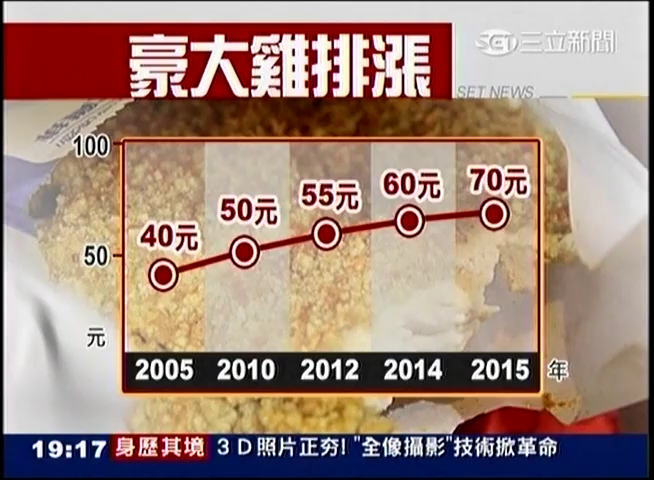 豪大雞排漲
SET 三立新聞
SET NEWS
100
50
元
40元
50元
55元
60元
70元
2005 2010 2012 2014 2015 年
19:17 身歷其境 3D照片正夯! "全像攝影"技術掀革命